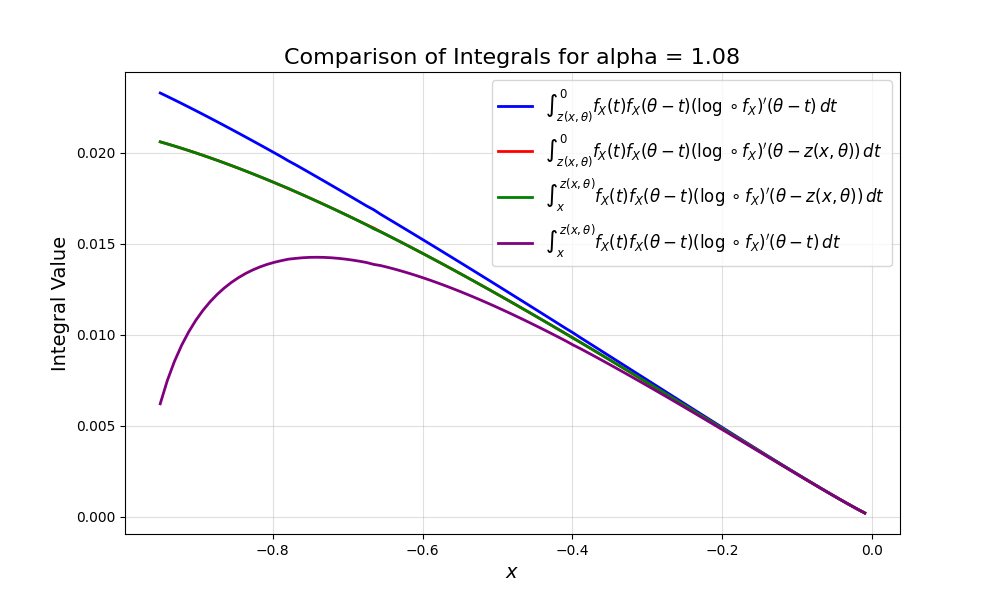 Comparison of Integrals for alpha = 1.08
∫_{z(x, θ)}^{0} f_X(t)f_X(θ − t)(log ∘ f_X)′(θ − t) dt
∫_{z(x, θ)}^{0} f_X(t)f_X(θ − t)(log ∘ f_X)′(θ − z(x, θ)) dt
∫_{x}^{z(x, θ)} f_X(t)f_X(θ − t)(log ∘ f_X)′(θ − z(x, θ)) dt
∫_{x}^{z(x, θ)} f_X(t)f_X(θ − t)(log ∘ f_X)′(θ − t) dt
Integral Value
0.020
0.015
0.010
0.005
0.000
−0.8 −0.6 −0.4 −0.2 0.0
x